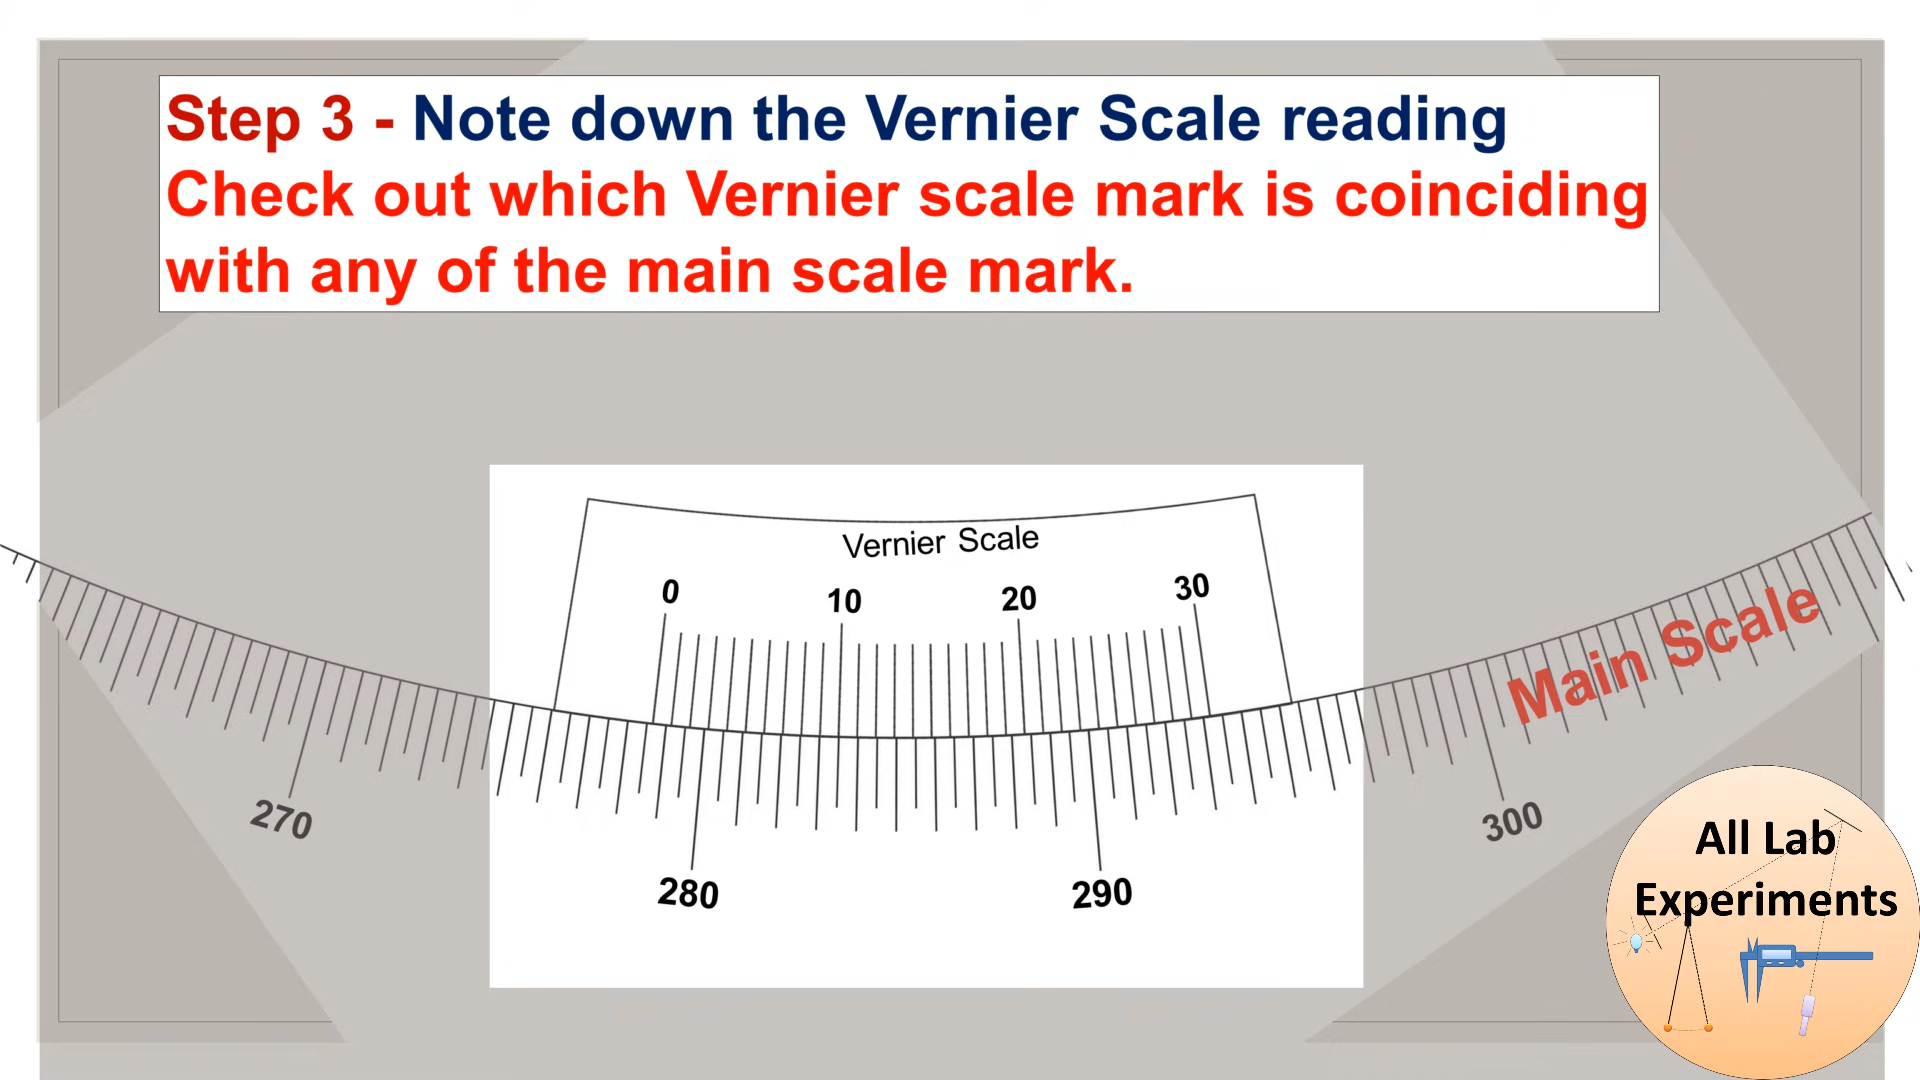 Step 3 - Note down the Vernier Scale reading
Check out which Vernier scale mark is coinciding
with any of the main scale mark.
Vernier Scale
0 10 20 30
Main Scale
270 280 290 300
All Lab
Experiments